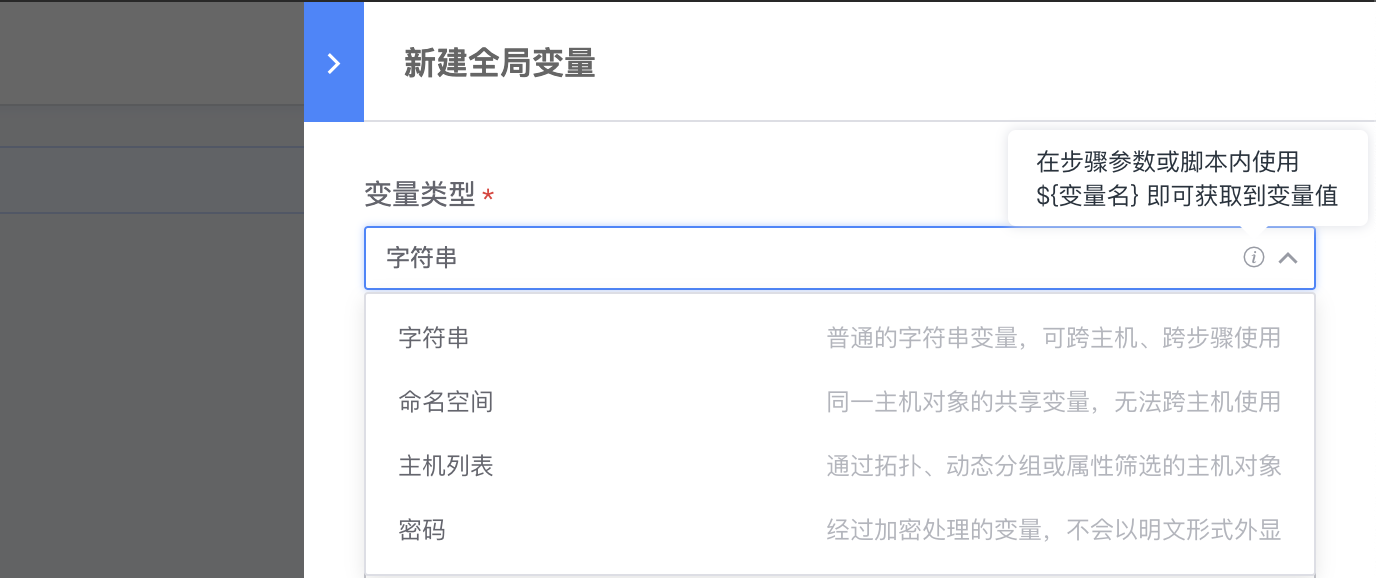 新建全局变量
在步骤参数或脚本内使用
${变量名} 即可获取到变量值
变量类型 *
字符串
字符串 普通的字符串变量，可跨主机、跨步骤使用
命名空间 同一主机对象的共享变量，无法跨主机使用
主机列表 通过拓扑、动态分组或属性筛选的主机对象
密码 经过加密处理的变量，不会以明文形式外显